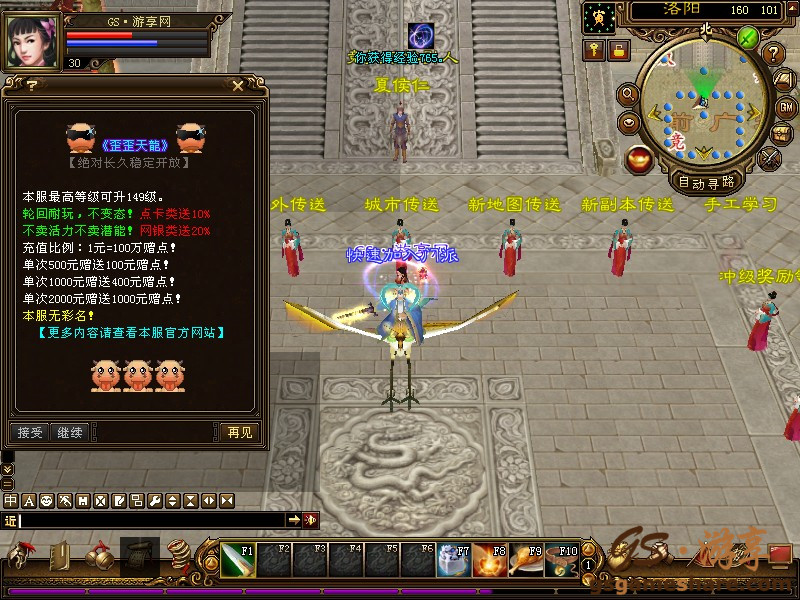 GS·游享网
30
洛阳 160 101
北
GM
自动寻路
你获得经验765。
夏侯仁
《歪歪天龍》
【绝对长久稳定开放】
本服最高等级可升149级。
轮回耐玩，不变态！点卡类送10%
不卖活力不卖潜能！网银类送20%
充值比例：1元=100万赠点！
单次500元赠送100元赠点！
单次1000元赠送400元赠点！
单次2000元赠送1000元赠点！
本服无彩名！
【更多内容请查看本服官方网站】
接受 继续 再见
外传送 城市传送 新地图传送 新副本传送 手工学习
冲级奖励
中 A
近
F1 F2 F3 F4 F5 F6 F7 F8 F9 F10
1
GS·游享